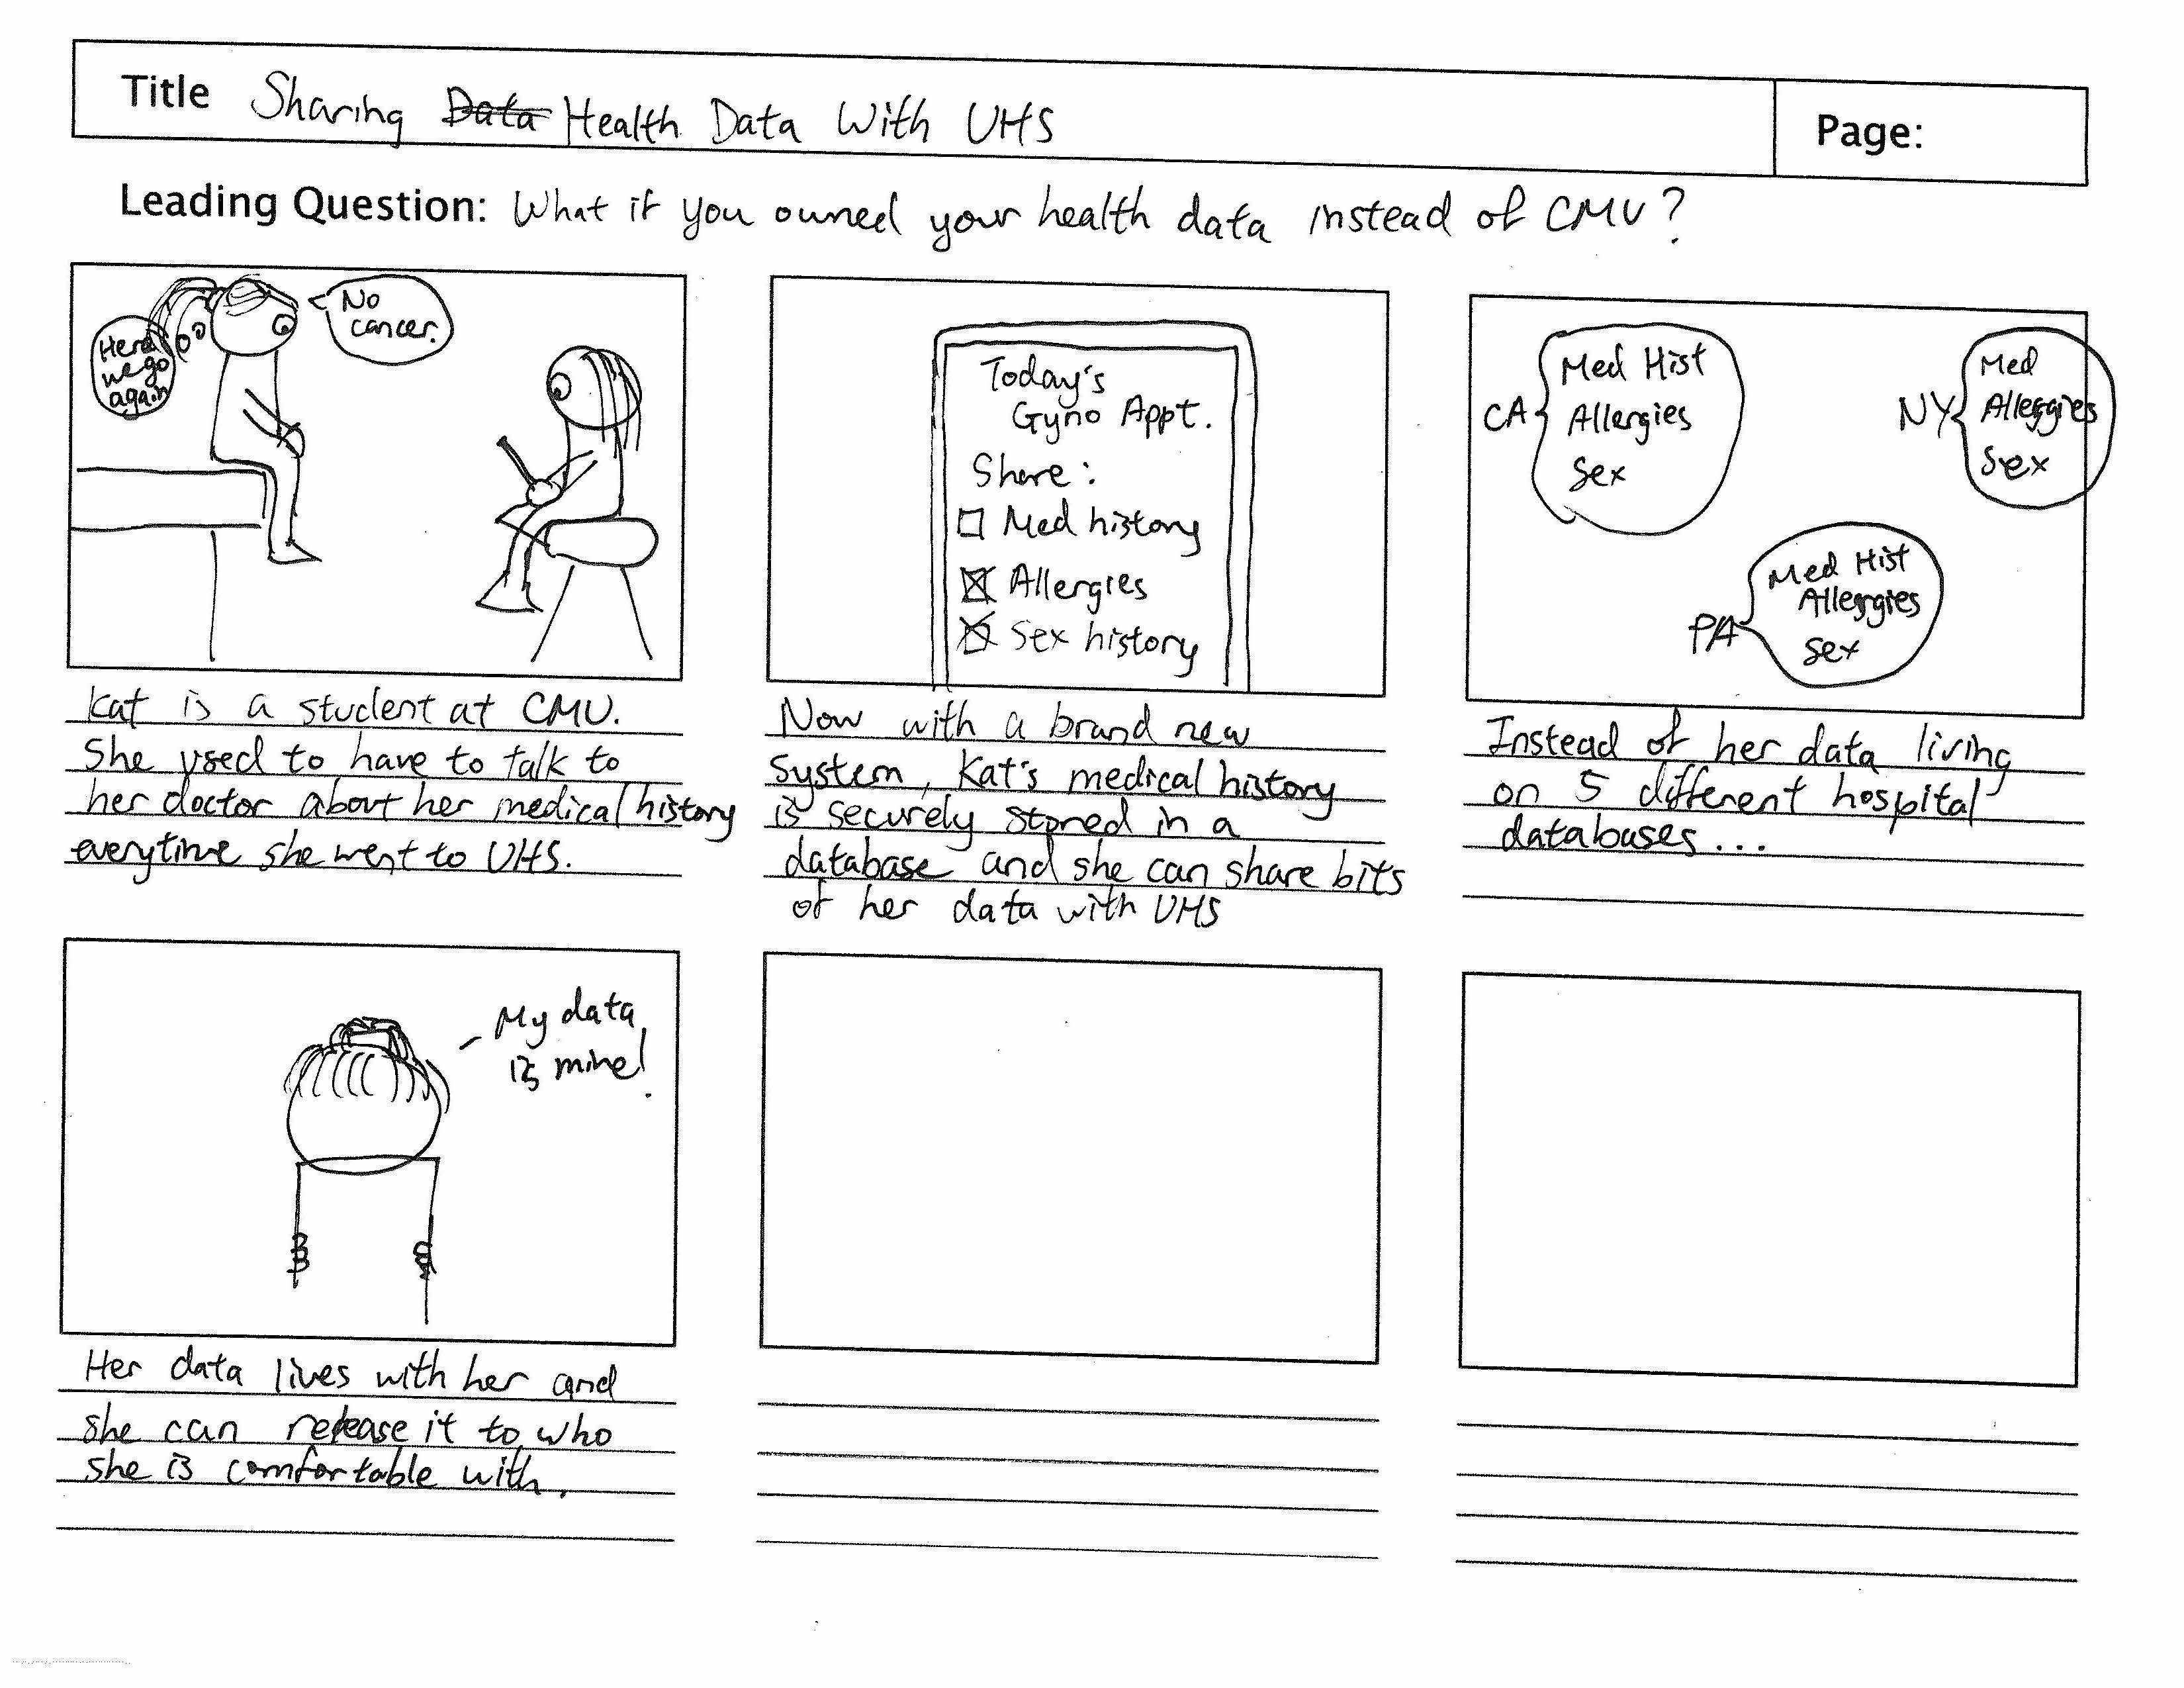 Title Sharing Data Health Data With UHS
Page:
Leading Question: What if you owned your health data instead of CMU?
No
cancer.
Here
we go
again
Kat is a student at CMU.
She used to have to talk to
her doctor about her medical history
everytime she went to UHS.
Today's
Gyno Appt.
Share:
Med history
Allergies
Sex history
Now with a brand new
system, Kat's medical history
is securely stored in a
database and she can share bits
of her data with UHS
CA
Med Hist
Allergies
Sex
NY
Med
Allergies
Sex
PA
Med Hist
Allergies
Sex
Instead of her data living
on 5 different hospital
databases...
My data
is mine!
Her data lives with her and
she can release it to who
she is comfortable with.